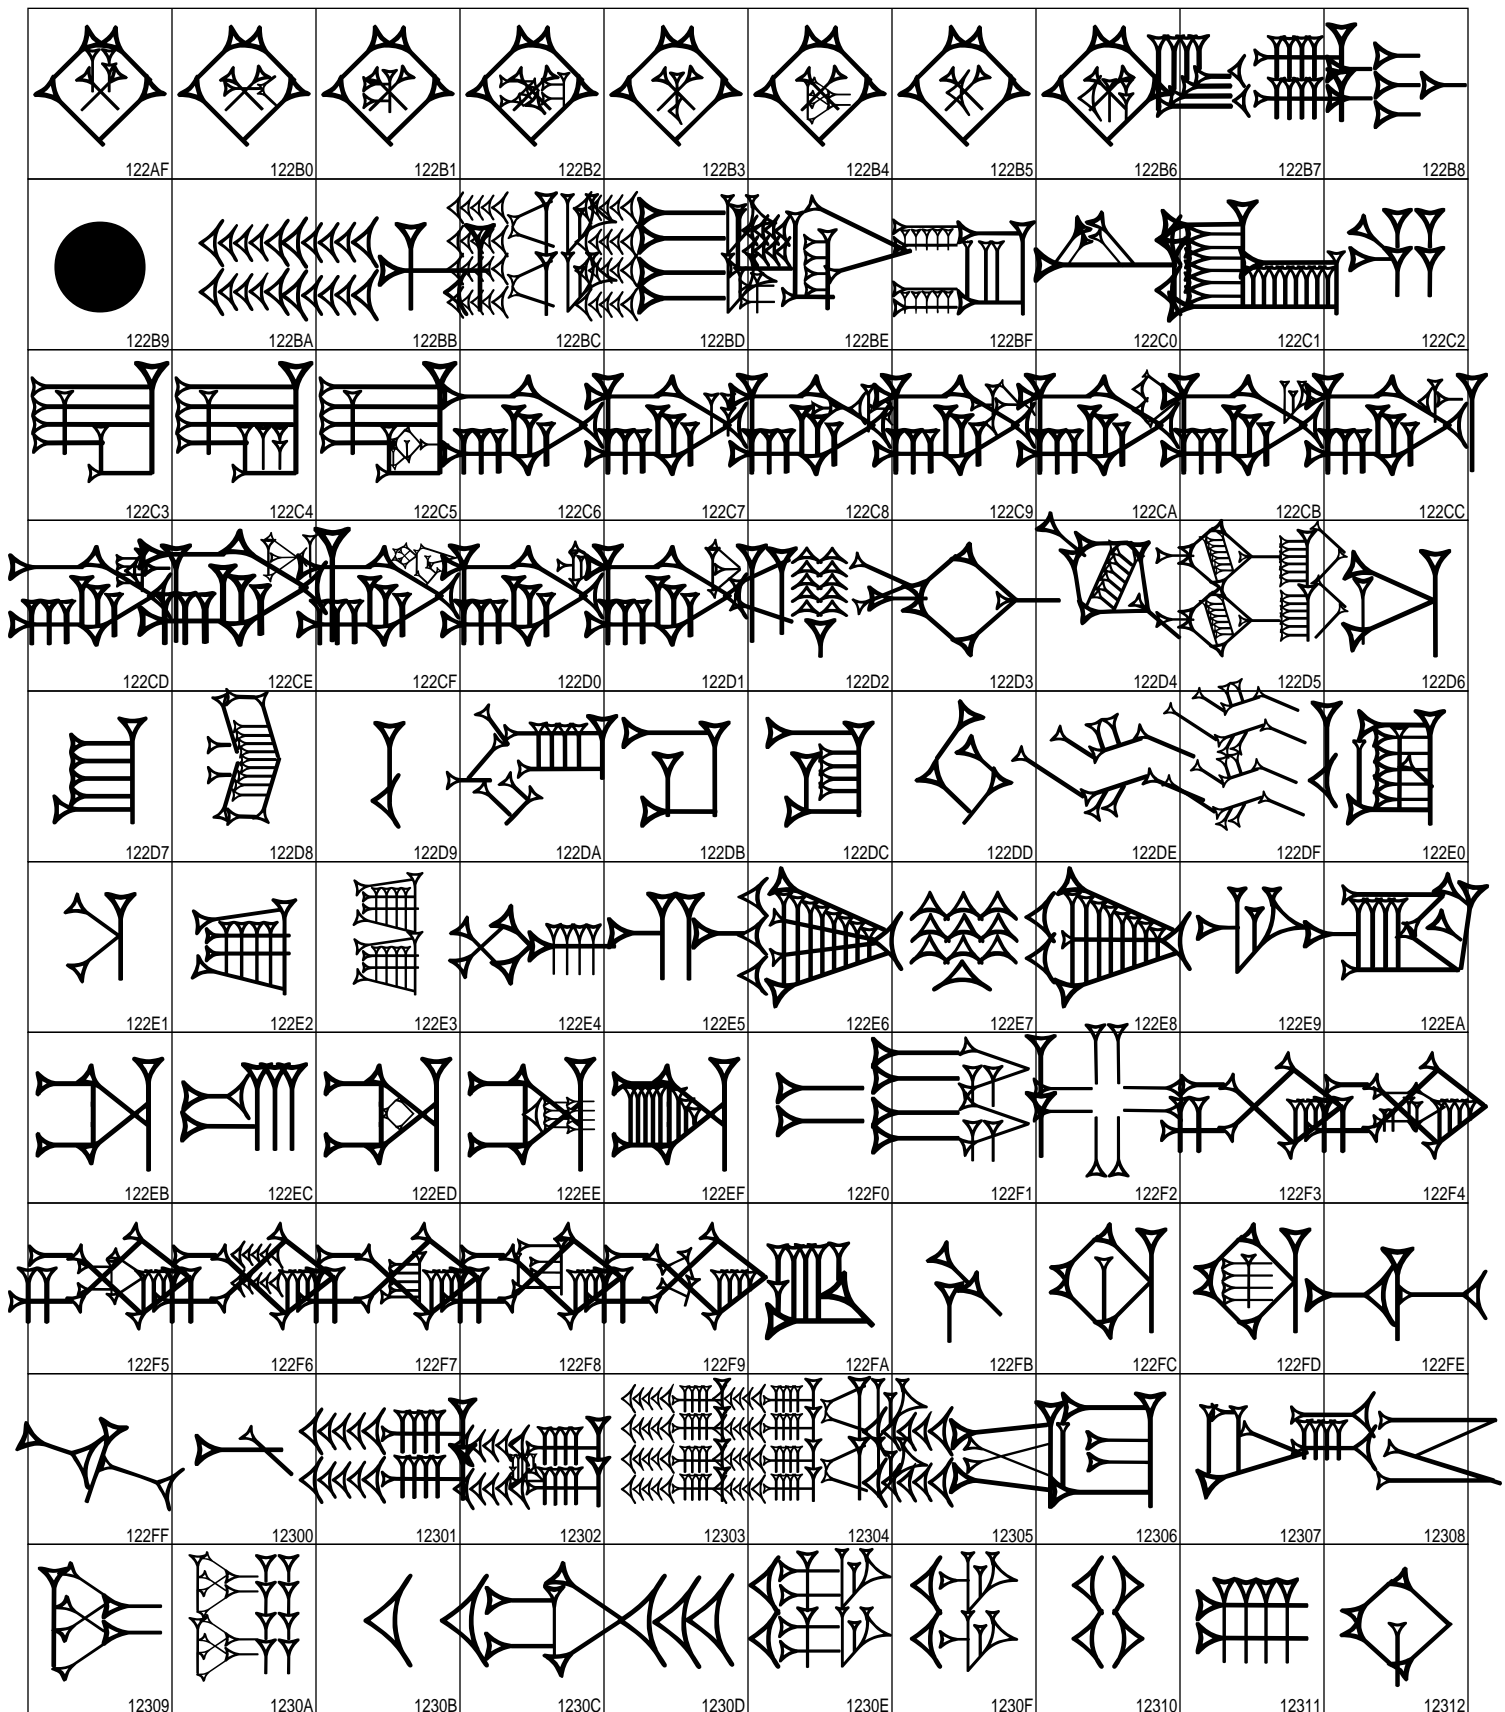 𒊯 𒊰 𒊱 𒊲 𒊳 𒊴 𒊵 𒊶 𒊷 𒊸
122AF 122B0 122B1 122B2 122B3 122B4 122B5 122B6 122B7 122B8
𒊹 𒊺 𒊻 𒊼 𒊽 𒊾 𒊿 𒋀 𒋁 𒋂
122B9 122BA 122BB 122BC 122BD 122BE 122BF 122C0 122C1 122C2
𒋃 𒋄 𒋅 𒋆 𒋇 𒋈 𒋉 𒋊 𒋋 𒋌
122C3 122C4 122C5 122C6 122C7 122C8 122C9 122CA 122CB 122CC
𒋍 𒋎 𒋏 𒋐 𒋑 𒋒 𒋓 𒋔 𒋕 𒋖
122CD 122CE 122CF 122D0 122D1 122D2 122D3 122D4 122D5 122D6
𒋗 𒋘 𒋙 𒋚 𒋛 𒋜 𒋝 𒋞 𒋟 𒋠
122D7 122D8 122D9 122DA 122DB 122DC 122DD 122DE 122DF 122E0
𒋡 𒋢 𒋣 𒋤 𒋥 𒋦 𒋧 𒋨 𒋩 𒋪
122E1 122E2 122E3 122E4 122E5 122E6 122E7 122E8 122E9 122EA
𒋫 𒋬 𒋭 𒋮 𒋯 𒋰 𒋱 𒋲 𒋳 𒋴
122EB 122EC 122ED 122EE 122EF 122F0 122F1 122F2 122F3 122F4
𒋵 𒋶 𒋷 𒋸 𒋹 𒋺 𒋻 𒋼 𒋽 𒋾
122F5 122F6 122F7 122F8 122F9 122FA 122FB 122FC 122FD 122FE
𒋿 𒌀 𒌁 𒌂 𒌃 𒌄 𒌅 𒌆 𒌇 𒌈
122FF 12300 12301 12302 12303 12304 12305 12306 12307 12308
𒌉 𒌊 𒌋 𒌌 𒌍 𒌎 𒌏 𒌐 𒌑 𒌒
12309 1230A 1230B 1230C 1230D 1230E 1230F 12310 12311 12312